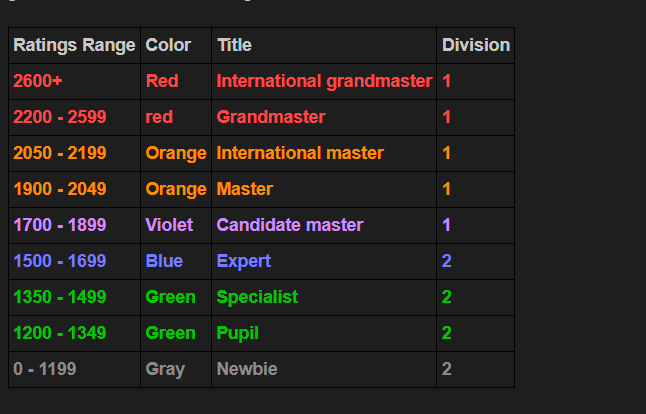 Ratings Range Color Title Division
2600+ Red International grandmaster 1
2200 - 2599 red Grandmaster 1
2050 - 2199 Orange International master 1
1900 - 2049 Orange Master 1
1700 - 1899 Violet Candidate master 1
1500 - 1699 Blue Expert 2
1350 - 1499 Green Specialist 2
1200 - 1349 Green Pupil 2
0 - 1199 Gray Newbie 2